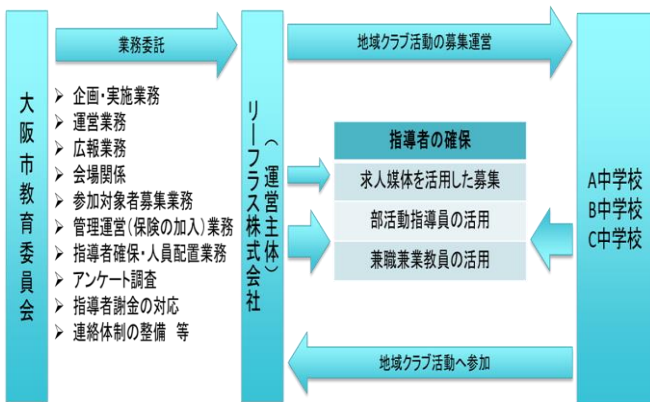 大阪市教育委員会
業務委託
➢ 企画・実施業務
➢ 運営業務
➢ 広報業務
➢ 会場関係
➢ 参加対象者募集業務
➢ 管理運営(保険の加入)業務
➢ 指導者確保・人員配置業務
➢ アンケート調査
➢ 指導者謝金の対応
➢ 連絡体制の整備 等
(運営主体)
リーフラス株式会社
地域クラブ活動の募集運営
指導者の確保
求人媒体を活用した募集
部活動指導員の活用
兼職兼業教員の活用
地域クラブ活動へ参加
A中学校
B中学校
C中学校